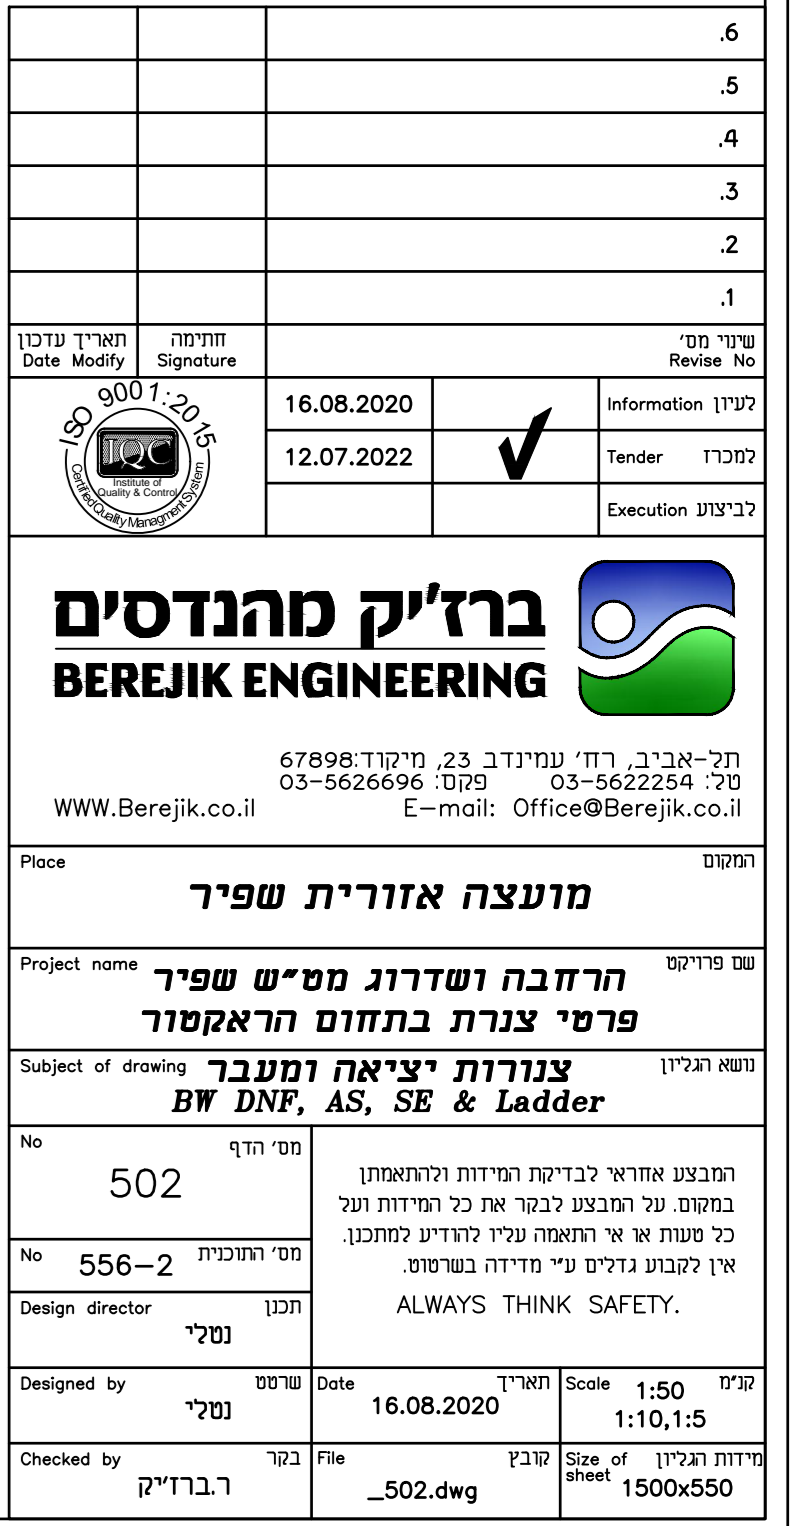 6.
5.
4.
3.
2.
1.
תאריך עדכון
Date Modify
חתימה
Signature
שינוי מס'
Revise No
ISO 9001:2015
IQC
Institute of
Quality & Control
Certified Quality Managment System
16.08.2020
Information לעיון
12.07.2022 ✓
Tender למכרז
Execution לביצוע
ברז'יק מהנדסים
BEREJIK ENGINEERING
תל-אביב, רח' עמינדב 23, מיקוד:67898
טל: 03-5622254 פקס: 03-5626696
WWW.Berejik.co.il E-mail: Office@Berejik.co.il
Place המקום
מועצה אזורית שפיר
Project name שם פרויקט
הרחבה ושדרוג מט"ש שפיר
פרטי צנרת בתחום הראקטור
Subject of drawing נושא הגליון
צנורות יציאה ומעבר
BW DNF, AS, SE & Ladder
No מס' הדף
502
No מס' התוכנית
556-2
Design director תכנן
נטלי
המבצע אחראי לבדיקת המידות ולהתאמתן
במקום. על המבצע לבקר את כל המידות ועל
כל טעות או אי התאמה עליו להודיע למתכנן.
אין לקבוע גדלים ע"י מדידה בשרטוט.
ALWAYS THINK SAFETY.
Designed by שרטט
נטלי
Date תאריך
16.08.2020
Scale קנ"מ
1:50
1:10,1:5
Checked by בקר
ר.ברז'יק
File קובץ
_502.dwg
Size of sheet מידות הגליון
1500x550